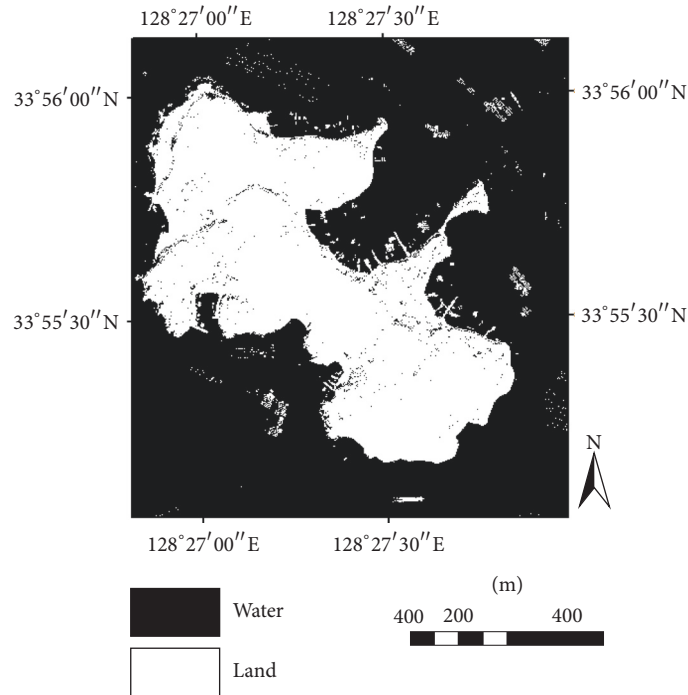 128°27′00″E 128°27′30″E
33°56′00″N 33°56′00″N
33°55′30″N 33°55′30″N
N
128°27′00″E 128°27′30″E
Water
Land
(m)
400 200 400